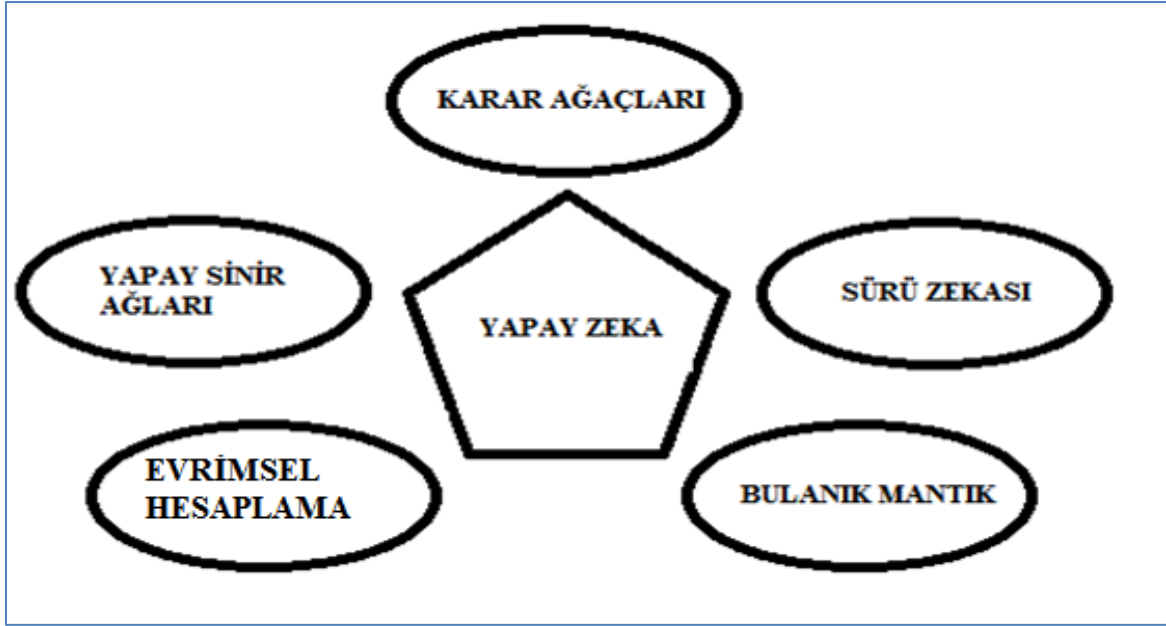 KARAR AĞAÇLARI
YAPAY SİNİR
AĞLARI
SÜRÜ ZEKASI
YAPAY ZEKA
EVRİMSEL
HESAPLAMA
BULANIK MANTIK